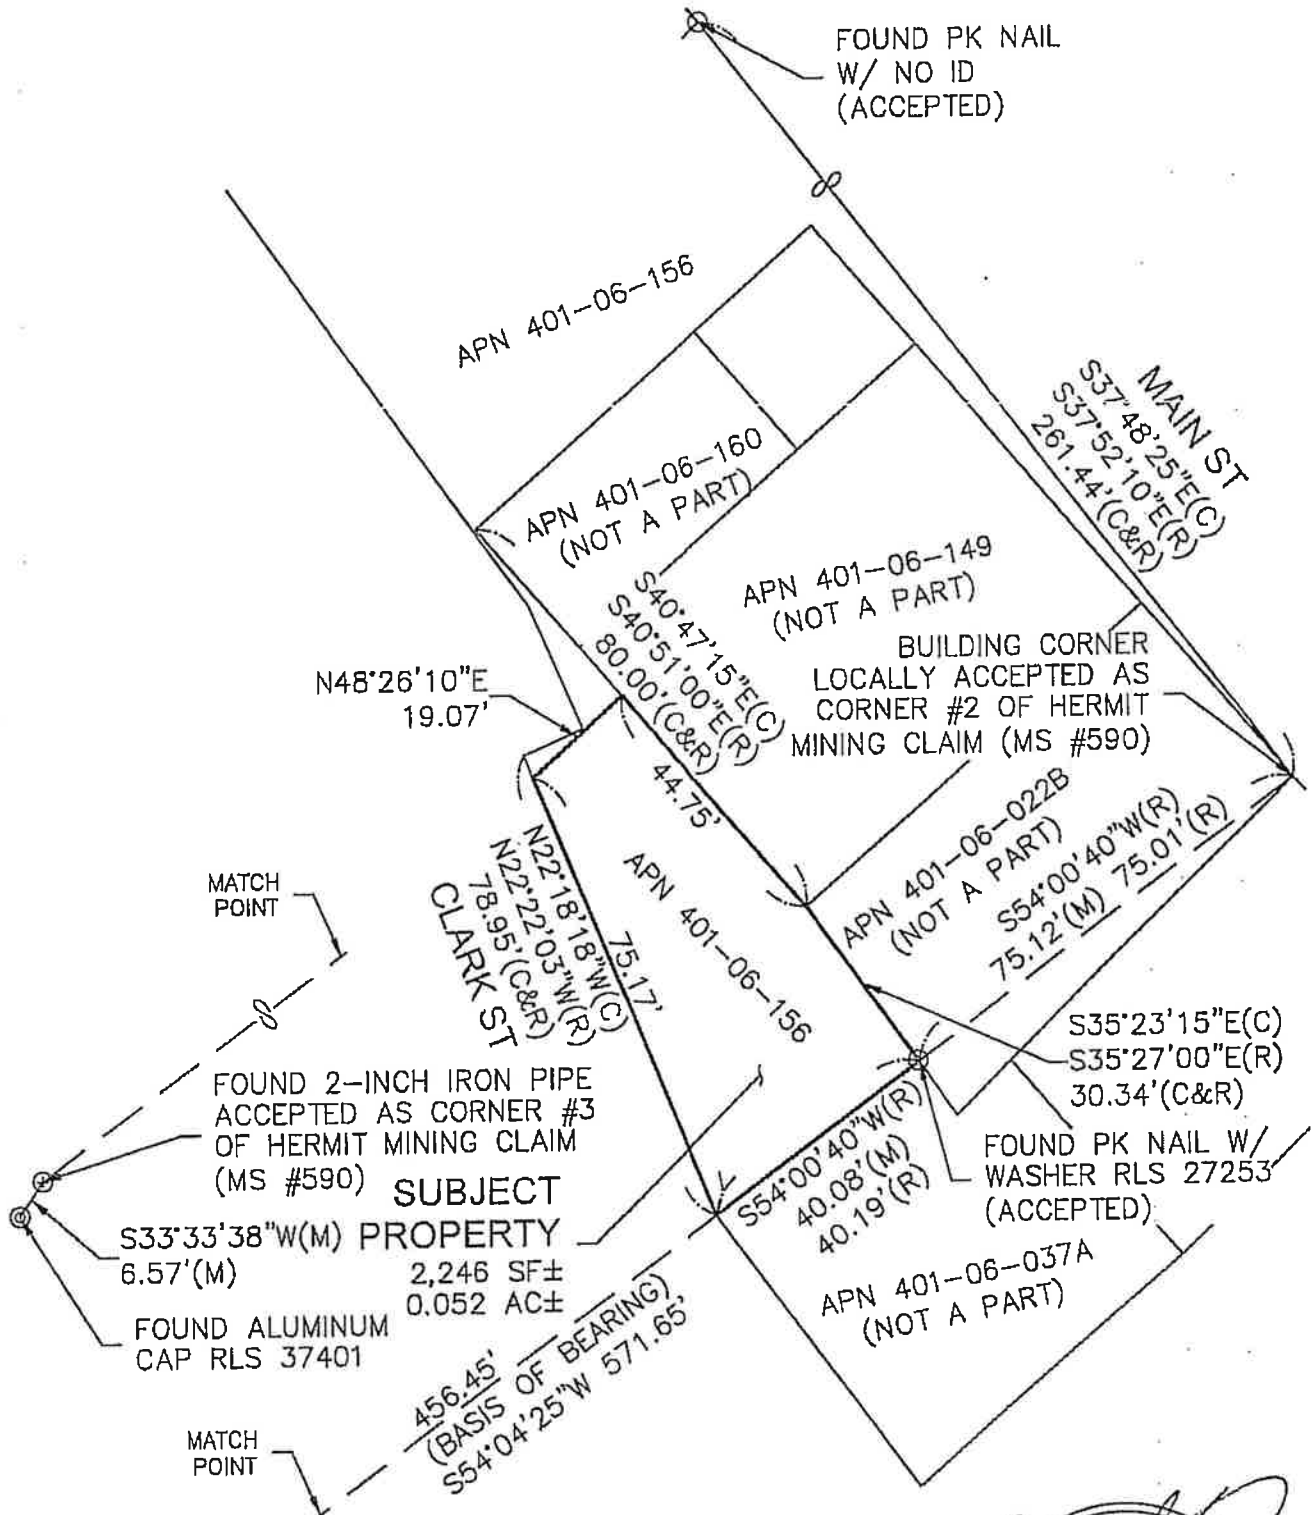 FOUND PK NAIL
W/ NO ID
(ACCEPTED)
APN 401-06-156
MAIN ST
S37°48'25"E(C)
S37°52'10"E(R)
261.44'(C&R)
APN 401-06-160
(NOT A PART)
APN 401-06-149
(NOT A PART)
S40°47'15"E(C)
S40°51'00"E(R)
80.00'(C&R)
BUILDING CORNER
LOCALLY ACCEPTED AS
CORNER #2 OF HERMIT
MINING CLAIM (MS #590)
N48°26'10"E
19.07'
44.75'
APN 401-06-022B
(NOT A PART)
S54°00'40"W(R)
75.12'(M) 75.01'(R)
MATCH
POINT
75.17'
N22°18'18"W(C)
N22°22'03"W(R)
78.95'(C&R)
CLARK ST
APN 401-06-156
S35°23'15"E(C)
S35°27'00"E(R)
30.34'(C&R)
FOUND 2-INCH IRON PIPE
ACCEPTED AS CORNER #3
OF HERMIT MINING CLAIM
(MS #590)
FOUND PK NAIL W/
WASHER RLS 27253
(ACCEPTED)
S54°00'40"W(R)
40.08'(M)
40.19'(R)
SUBJECT
PROPERTY
2,246 SF±
0.052 AC±
S33°33'38"W(M)
6.57'(M)
FOUND ALUMINUM
CAP RLS 37401
APN 401-06-037A
(NOT A PART)
456.45'
(BASIS OF BEARING)
S54°04'25"W 571.65'
MATCH
POINT